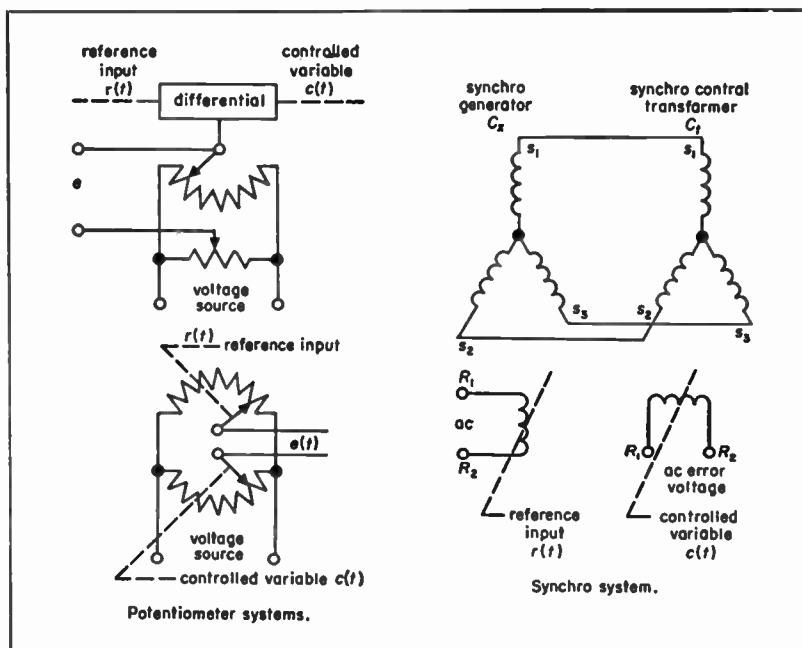 reference
input
r(t)
controlled
variable
c(t)
differential
e
voltage
source
r(t) reference input
e(t)
voltage
source
controlled variable c(t)
Potentiometer systems.
synchro
generator
Cx
synchro control
transformer
Ct
s1
s1
s3
s2
s2
s3
R1
ac
R2
R1
R2
ac error
voltage
reference
input
r(t)
controlled
variable
c(t)
Synchro system.